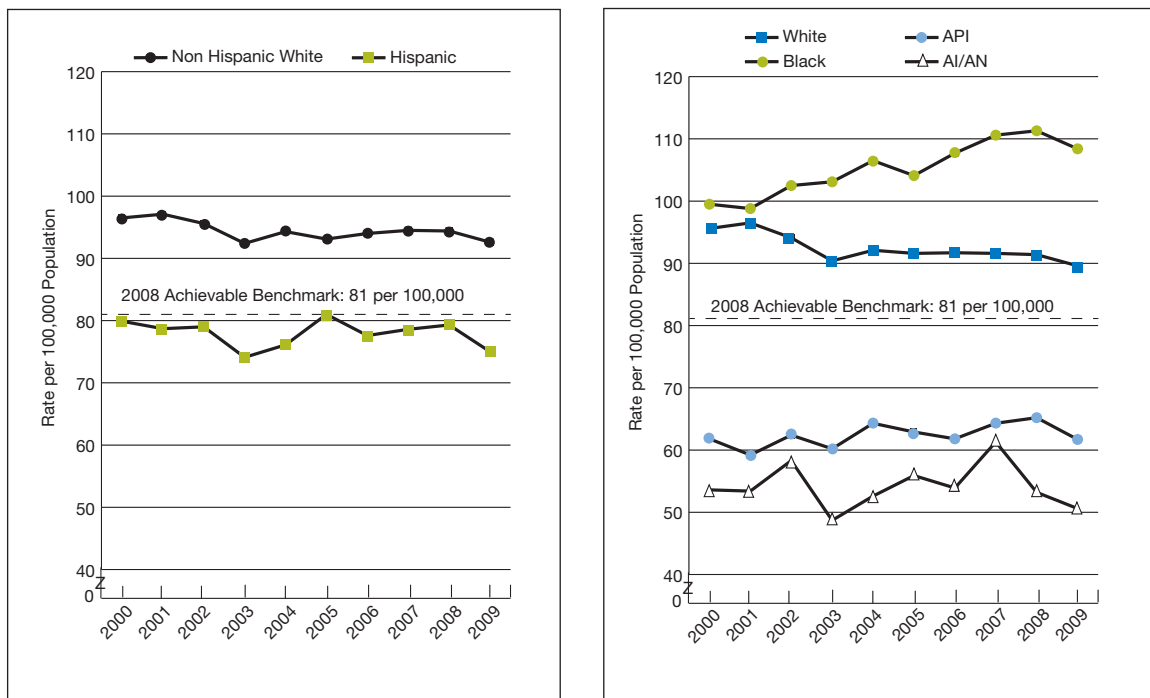 Non Hispanic White Hispanic
120
110
100
90
80
70
60
50
40
0
Rate per 100,000 Population
2008 Achievable Benchmark: 81 per 100,000
2000 2001 2002 2003 2004 2005 2006 2007 2008 2009
White API
Black AI/AN
120
110
100
90
80
70
60
50
40
0
Rate per 100,000 Population
2008 Achievable Benchmark: 81 per 100,000
2000 2001 2002 2003 2004 2005 2006 2007 2008 2009